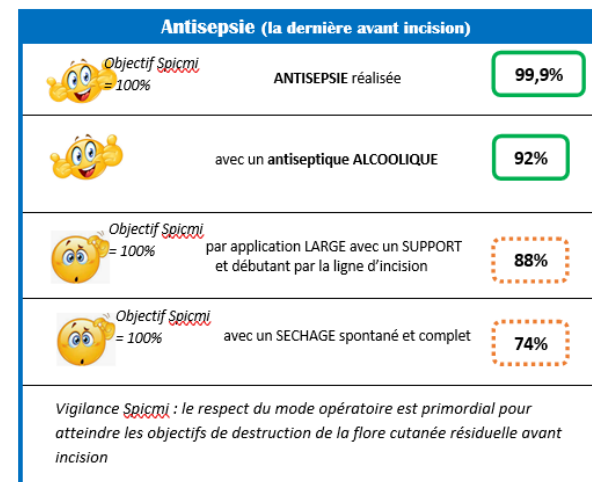 Antisepsie (la dernière avant incision)
Objectif Spicmi
= 100%
ANTISEPSIE réalisée
99,9%
avec un antiseptique ALCOOLIQUE
92%
Objectif Spicmi
= 100%
par application LARGE avec un SUPPORT
et débutant par la ligne d'incision
88%
Objectif Spicmi
= 100%
avec un SECHAGE spontané et complet
74%
Vigilance Spicmi : le respect du mode opératoire est primordial pour
atteindre les objectifs de destruction de la flore cutanée résiduelle avant
incision